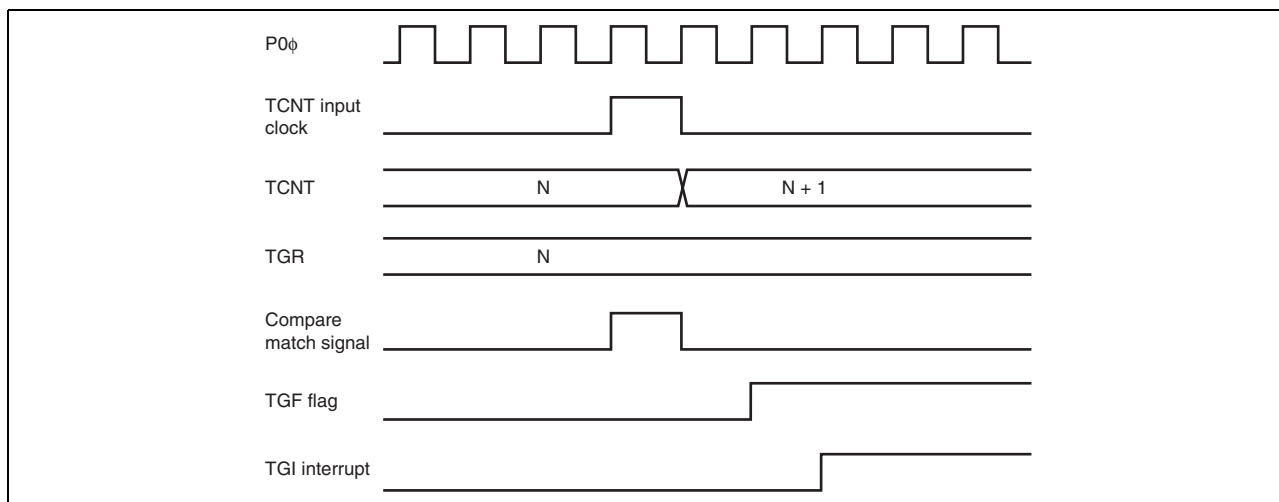 P0ϕ
TCNT input
clock
TCNT
N
N + 1
TGR
N
Compare
match signal
TGF flag
TGI interrupt